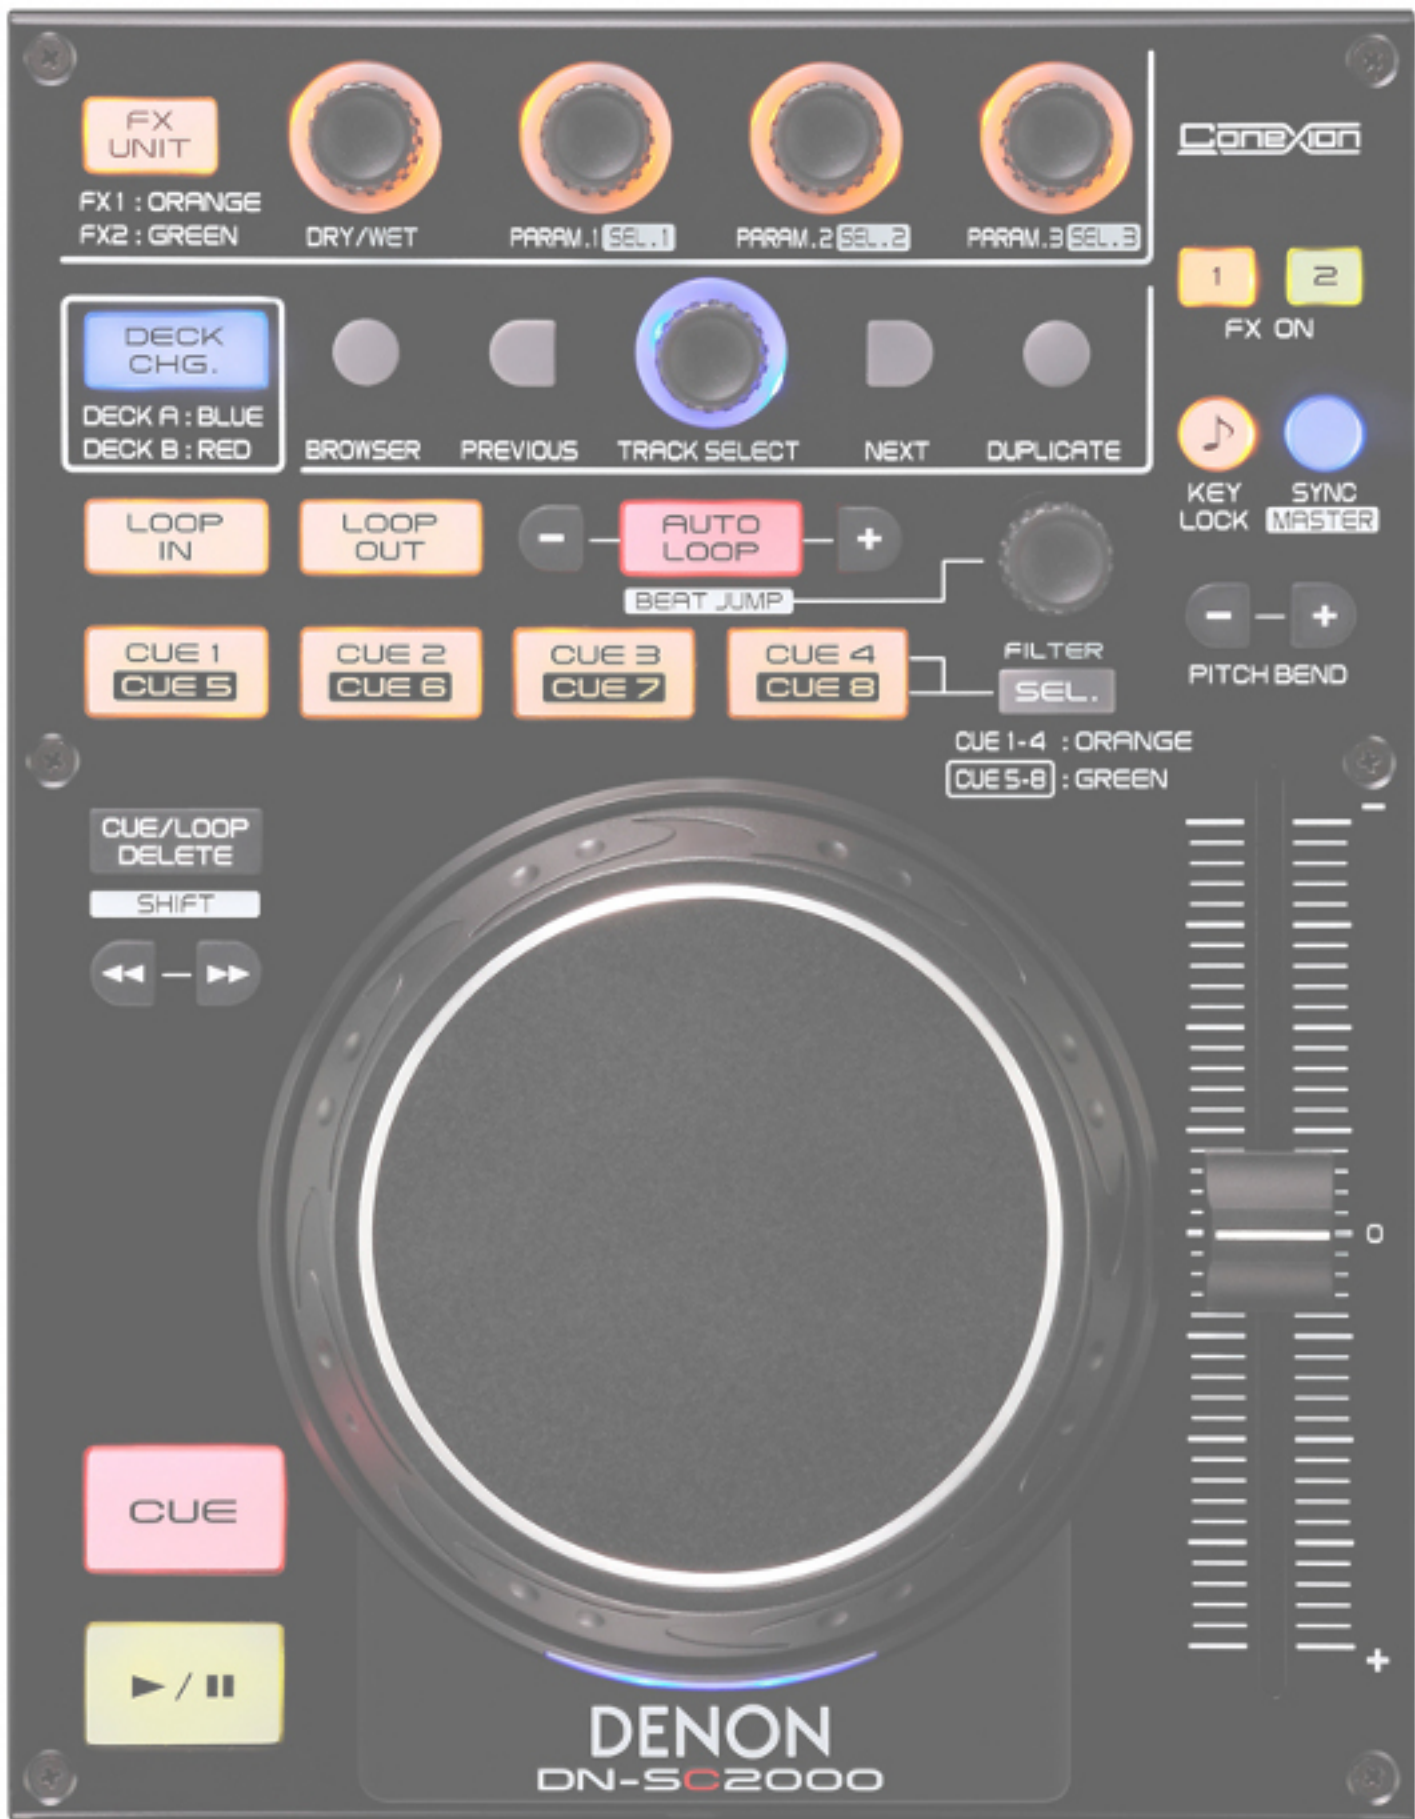 FX
UNIT
FX1 : ORANGE
FX2 : GREEN
DRY/WET
PARAM.1 SEL.1
PARAM.2 SEL.2
PARAM.3 SEL.3
Conexion
1
2
FX ON
DECK
CHG.
DECK A : BLUE
DECK B : RED
BROWSER
PREVIOUS
TRACK SELECT
NEXT
DUPLICATE
KEY
LOCK
SYNC
MASTER
LOOP
IN
LOOP
OUT
-
AUTO
LOOP
+
BEAT JUMP
- +
PITCH BEND
CUE 1
CUE 5
CUE 2
CUE 6
CUE 3
CUE 7
CUE 4
CUE 8
FILTER
SEL.
CUE 1-4 : ORANGE
CUE 5-8 : GREEN
CUE/LOOP
DELETE
SHIFT
-
0
+
CUE
DENON
DN-SC2000